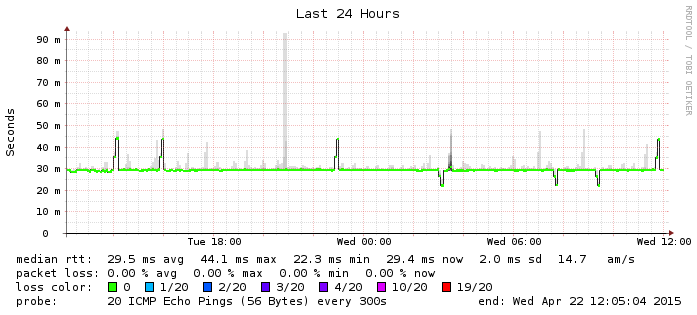 Last 24 Hours
RRDTOOL / TOBI OETIKER
Seconds
90 m
80 m
70 m
60 m
50 m
40 m
30 m
20 m
10 m
0
Tue 18:00 Wed 00:00 Wed 06:00 Wed 12:00
median rtt: 29.5 ms avg 44.1 ms max 22.3 ms min 29.4 ms now 2.0 ms sd 14.7 am/s
packet loss: 0.00 % avg 0.00 % max 0.00 % min 0.00 % now
loss color: 0 1/20 2/20 3/20 4/20 10/20 19/20
probe: 20 ICMP Echo Pings (56 Bytes) every 300s end: Wed Apr 22 12:05:04 2015